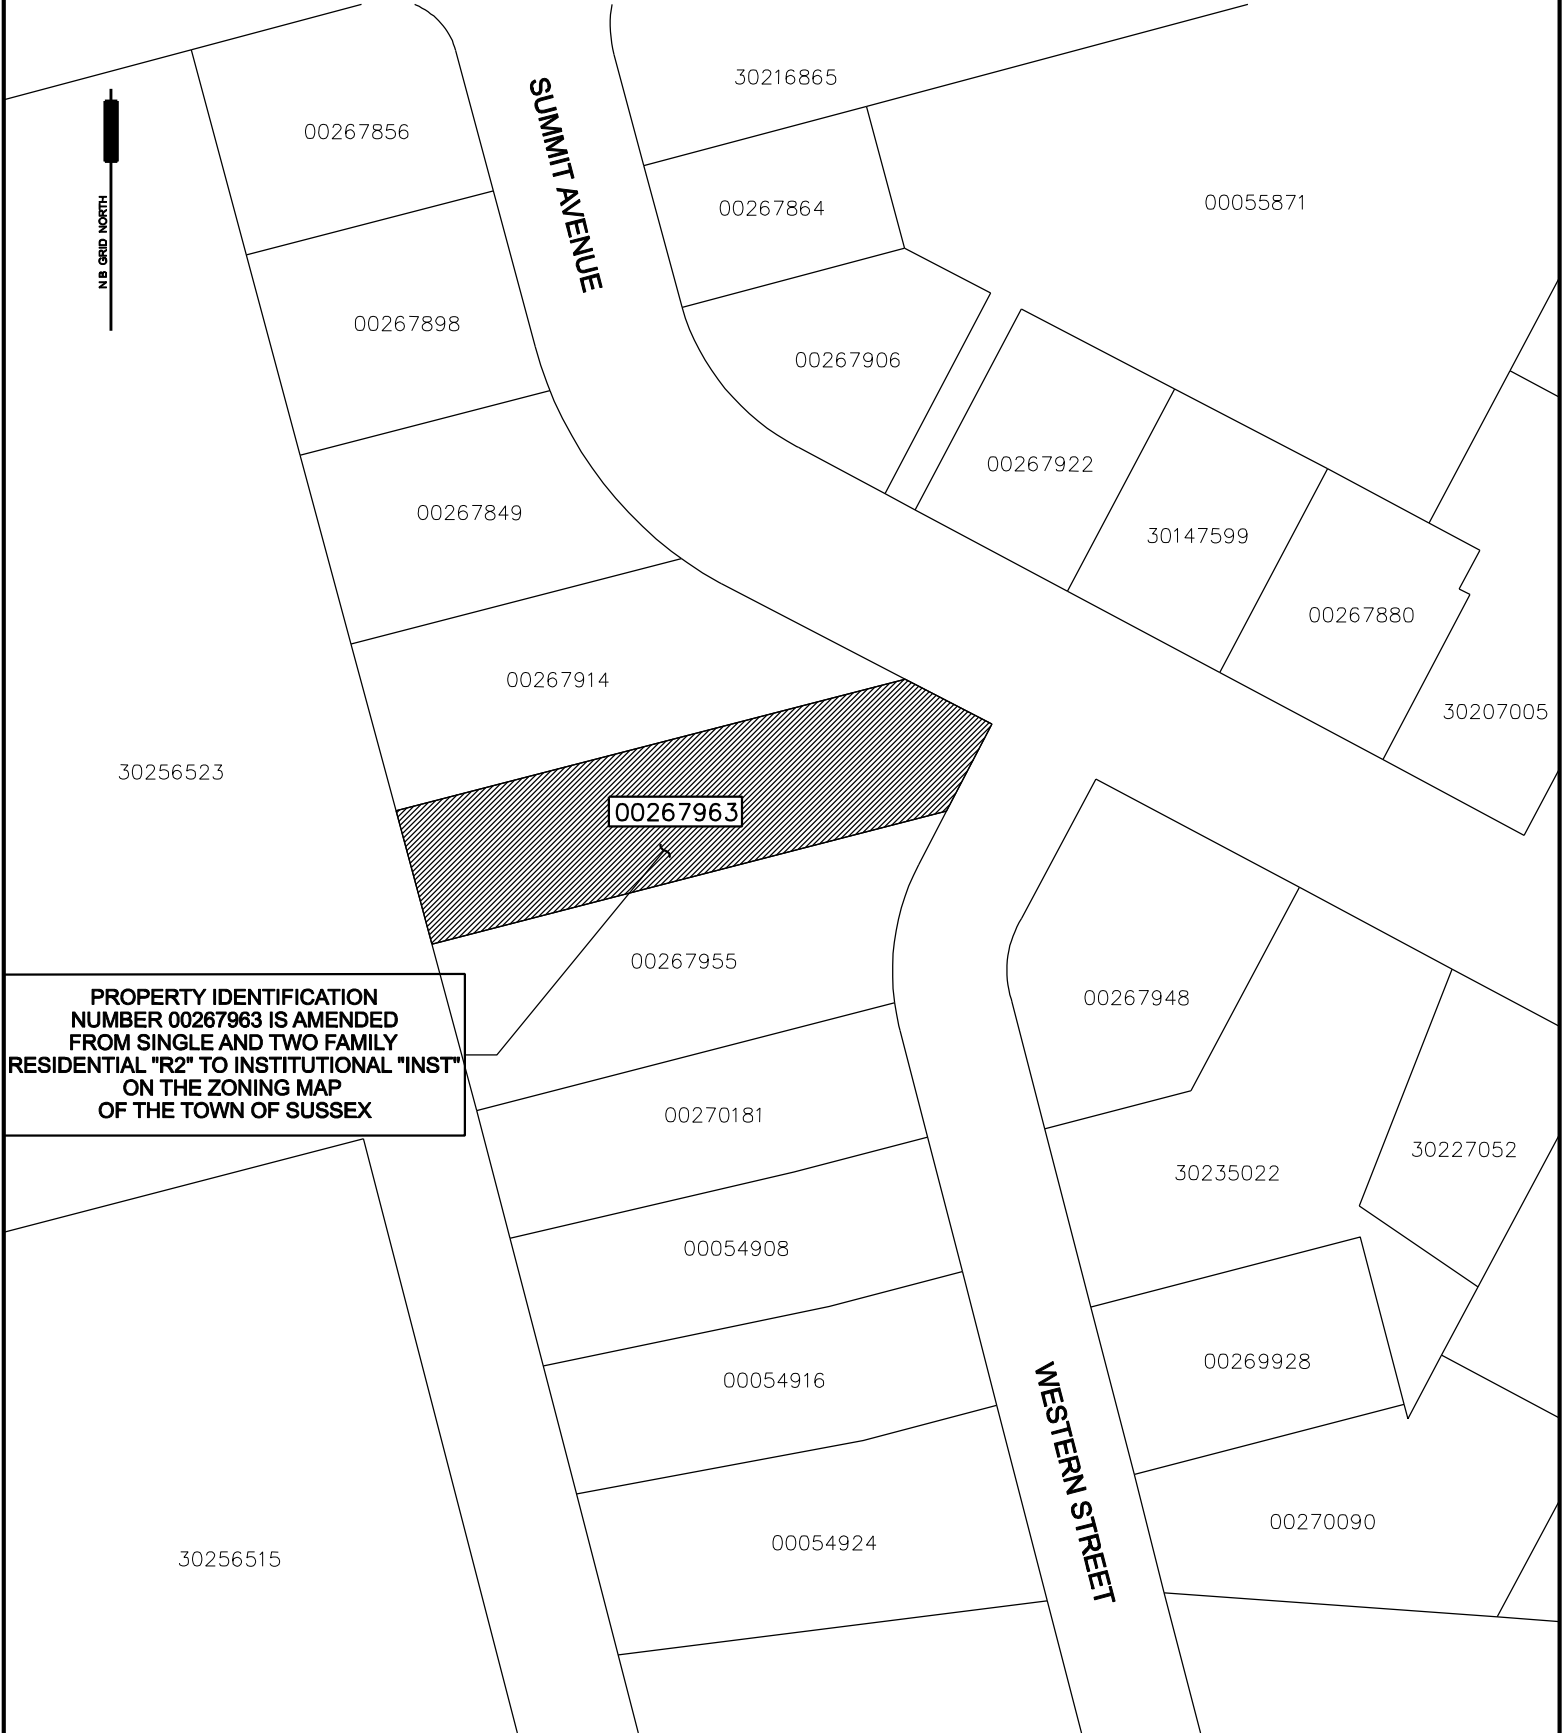 30216865
SUMMIT AVENUE
00267856
N B GRID NORTH
00267864
00055871
00267898
00267906
00267922
00267849
30147599
00267880
00267914
30207005
30256523
00267963
00267955
00267948
PROPERTY IDENTIFICATION
NUMBER 00267963 IS AMENDED
FROM SINGLE AND TWO FAMILY
RESIDENTIAL "R2" TO INSTITUTIONAL "INST"
ON THE ZONING MAP
OF THE TOWN OF SUSSEX
00270181
30227052
30235022
00054908
00269928
00054916
WESTERN STREET
00270090
00054924
30256515